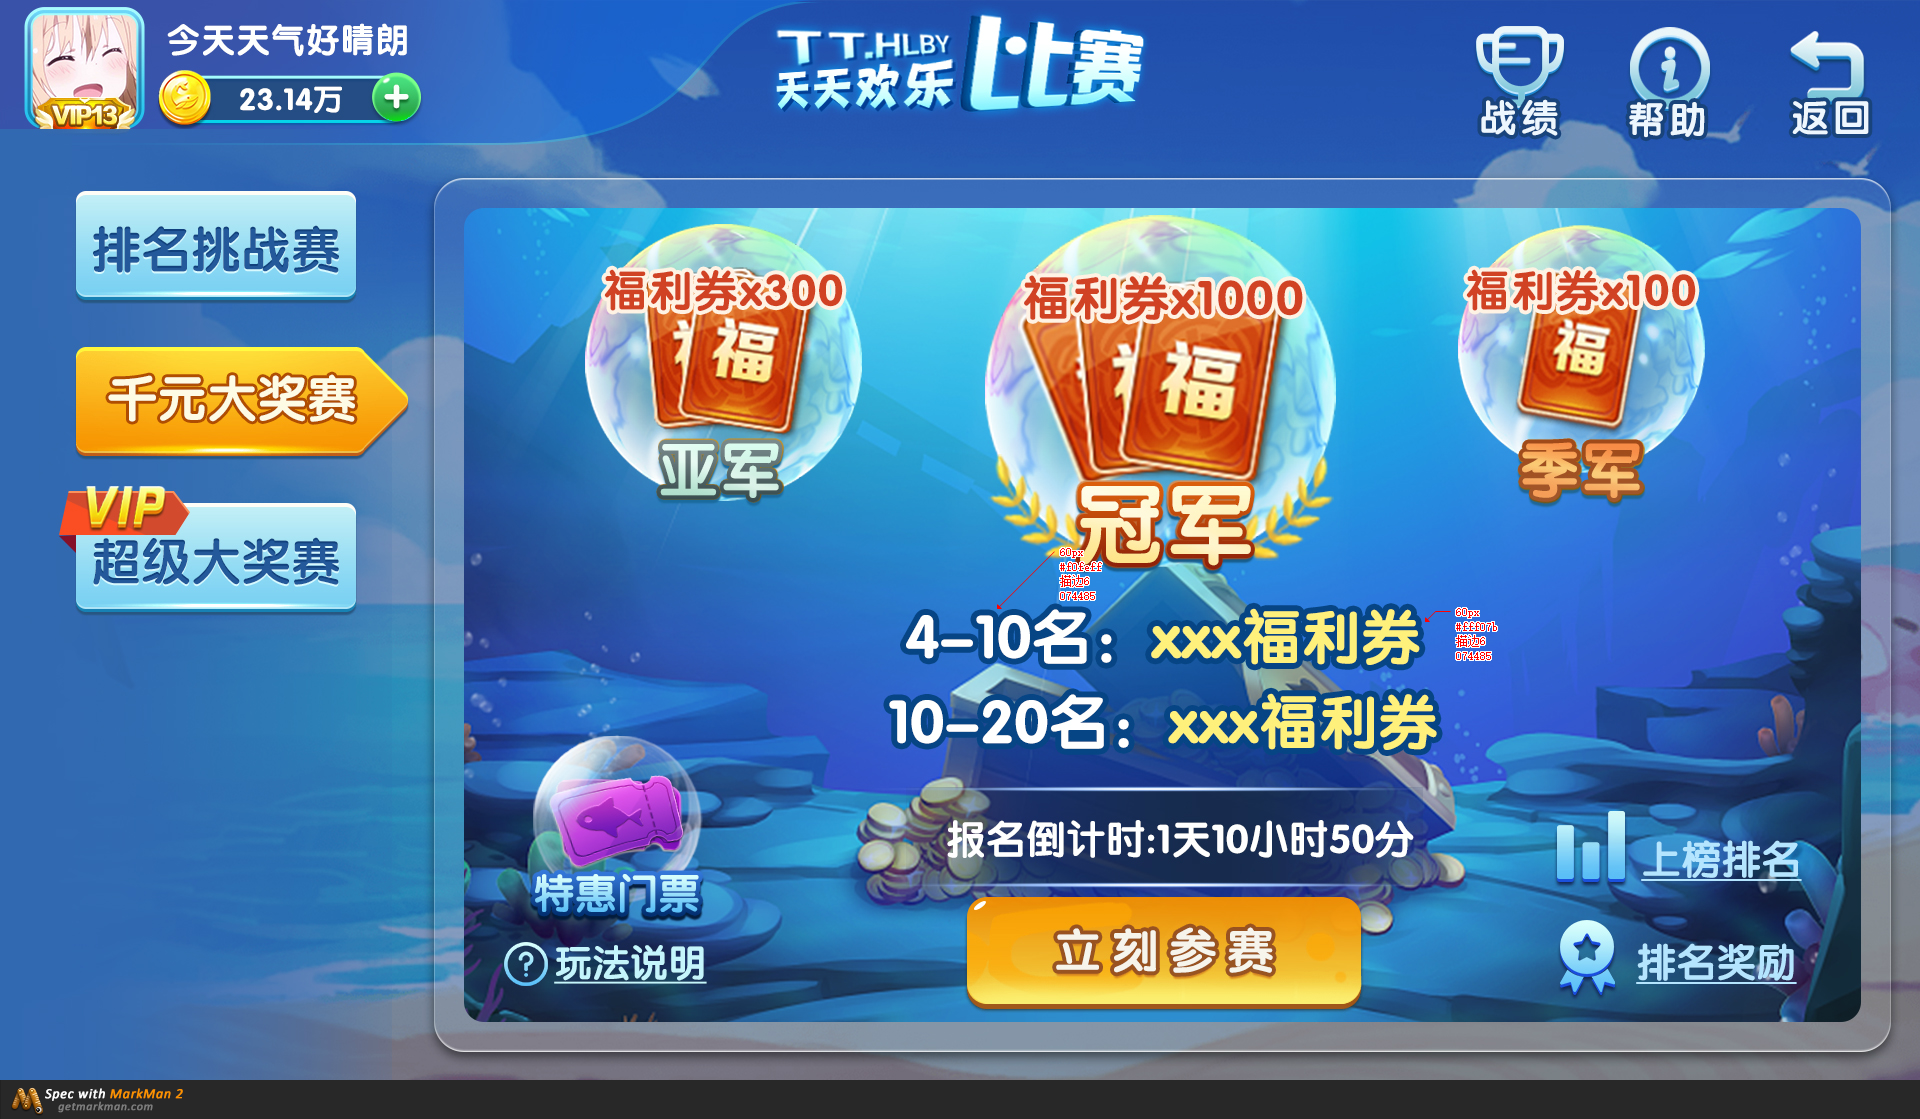 今天天气好晴朗
VIP13
23.14万
TT.HLBY
天天欢乐
比赛
战绩
帮助
返回
排名挑战赛
千元大奖赛
VIP
超级大奖赛
福利券x300
福
亚军
福利券x1000
福
冠军
福利券x100
福
季军
60px
#f0feff
描边6
074485
4-10名：xxx福利券
60px
#fff07b
描边6
074485
10-20名：xxx福利券
报名倒计时:1天10小时50分
立刻参赛
特惠门票
?玩法说明
上榜排名
排名奖励
Spec with MarkMan 2
getmarkman.com